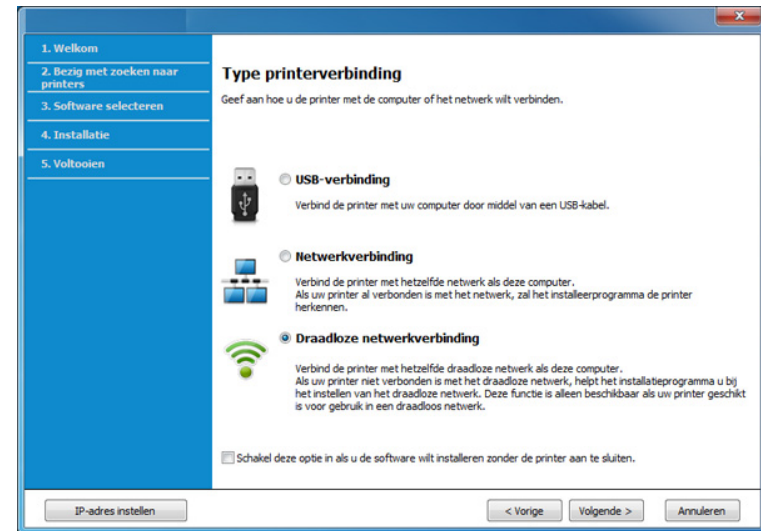 1. Welkom
2. Bezig met zoeken naar
printers
3. Software selecteren
4. Installatie
5. Voltooien
Type printerverbinding
Geef aan hoe u de printer met de computer of het netwerk wilt verbinden.
USB-verbinding
Verbind de printer met uw computer door middel van een USB-kabel.
Netwerkverbinding
Verbind de printer met hetzelfde netwerk als deze computer.
Als uw printer al verbonden is met het netwerk, zal het installeerprogramma de printer
herkennen.
Draadloze netwerkverbinding
Verbind de printer met hetzelfde draadloze netwerk als deze computer.
Als uw printer niet verbonden is met het draadloze netwerk, helpt het installatieprogramma u bij
het instellen van het draadloze netwerk. Deze functie is alleen beschikbaar als uw printer geschikt
is voor gebruik in een draadloos netwerk.
Schakel deze optie in als u de software wilt installeren zonder de printer aan te sluiten.
IP-adres instellen
< Vorige
Volgende >
Annuleren